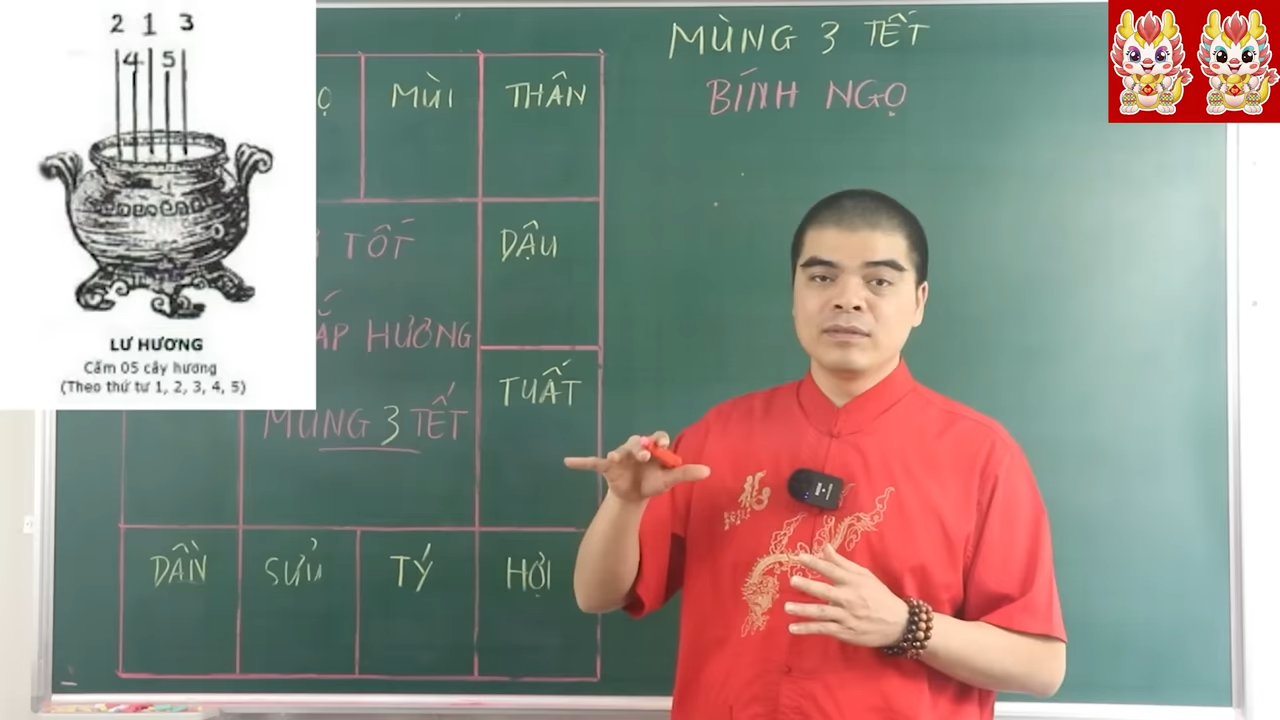 2 1 3
4 5
LƯ HƯƠNG
Cắm 05 cây hương
(Theo thứ tự 1, 2, 3, 4, 5)
MÙNG 3 TẾT
BÍNH NGỌ
MÙI THÂN
TỐT DẬU
HƯƠNG
TUẤT
MÙNG 3 TẾT
DẦN SỬU TÝ HỢI